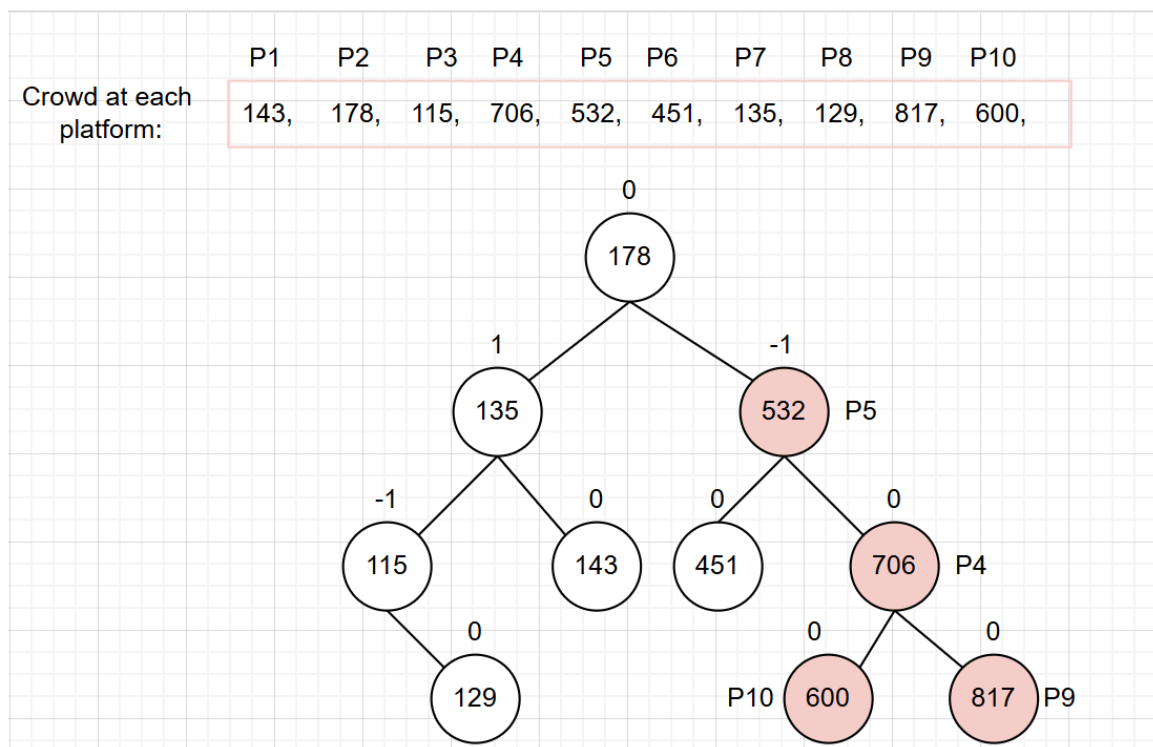 P1 P2 P3 P4 P5 P6 P7 P8 P9 P10
Crowd at each
platform:
143, 178, 115, 706, 532, 451, 135, 129, 817, 600,
0
178
1 -1
135 532 P5
-1 0 0 0
115 143 451 706 P4
0 0 0
129 P10 600 817 P9